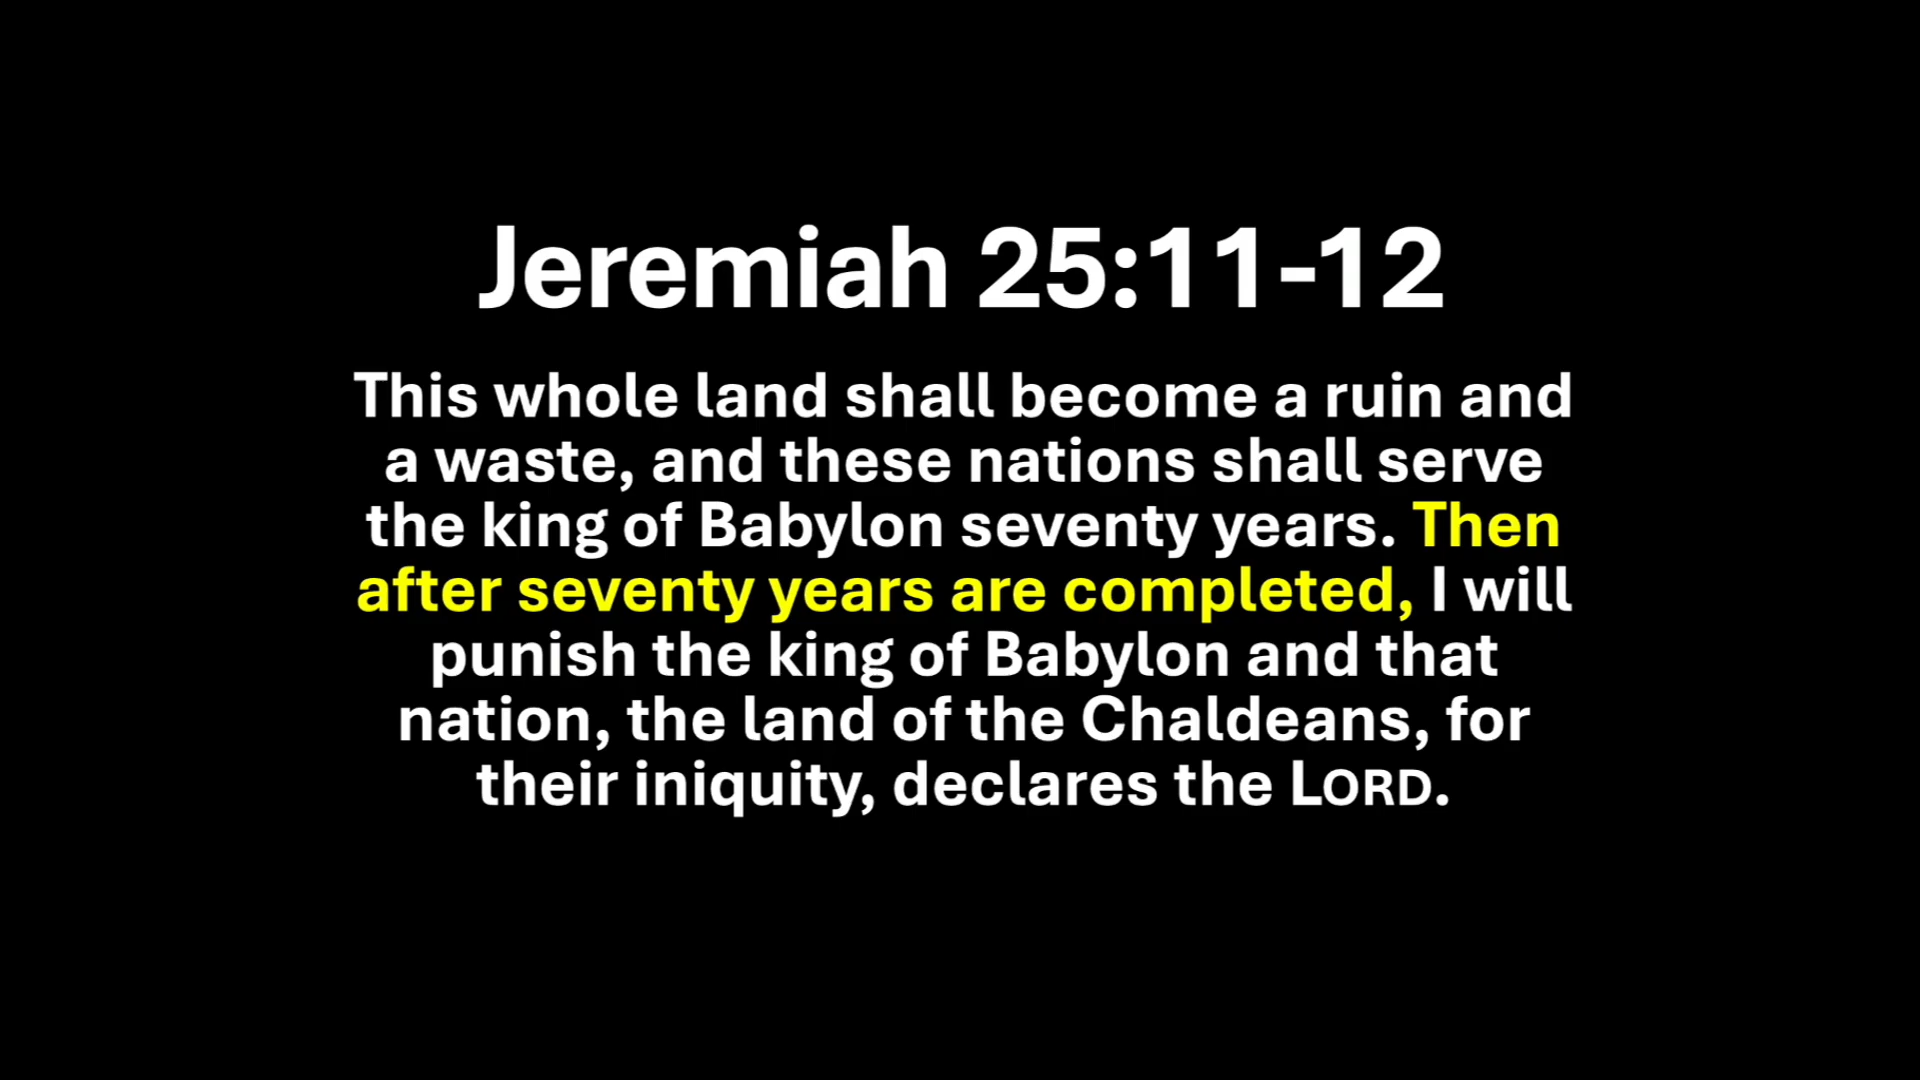 Jeremiah 25:11-12
This whole land shall become a ruin and
a waste, and these nations shall serve
the king of Babylon seventy years. Then
after seventy years are completed, I will
punish the king of Babylon and that
nation, the land of the Chaldeans, for
their iniquity, declares the LORD.